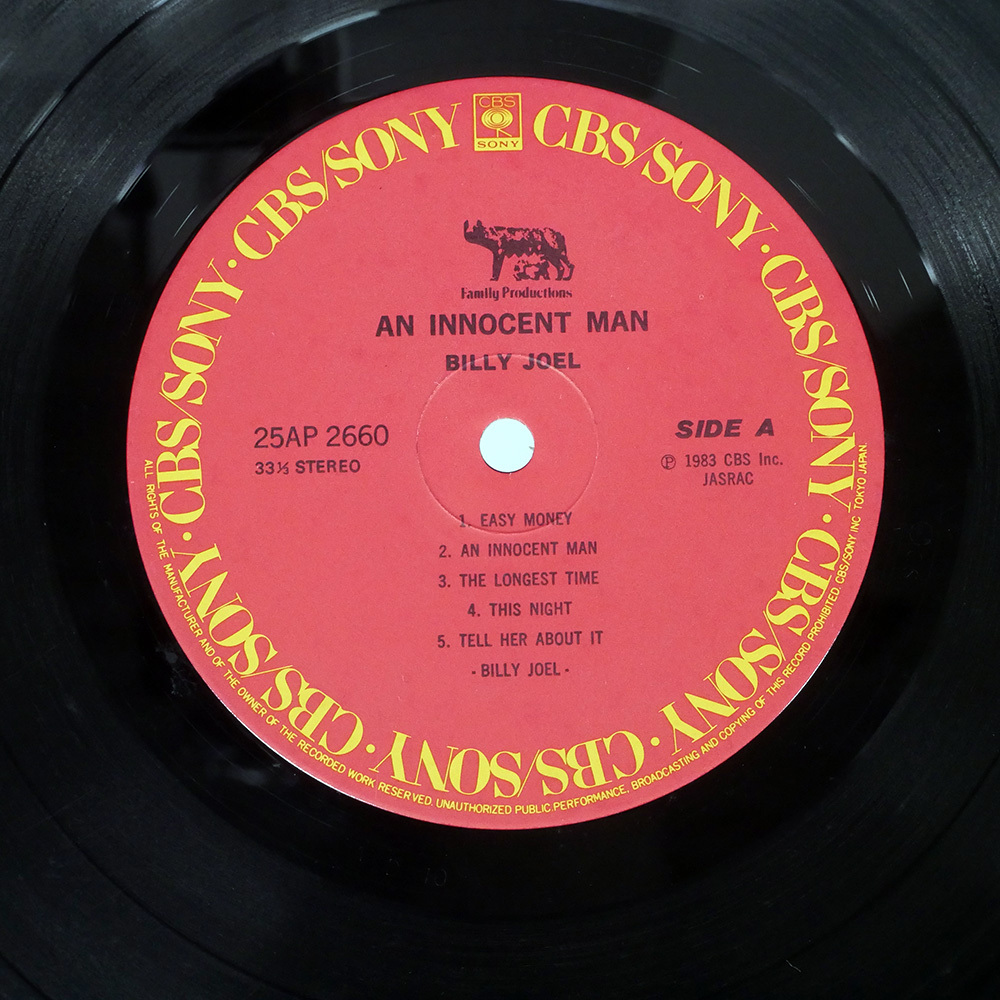 CBS
SONY
CBS/SONY · CBS/SONY · CBS/SONY · CBS/SONY · CBS/SONY · CBS/SONY · CBS/SONY · CBS/SONY · CBS/SONY
Family Productions
AN INNOCENT MAN
BILLY JOEL
25AP 2660
33⅓ STEREO
SIDE A
Ⓟ 1983 CBS Inc.
JASRAC
1. EASY MONEY
2. AN INNOCENT MAN
3. THE LONGEST TIME
4. THIS NIGHT
5. TELL HER ABOUT IT
- BILLY JOEL -
ALL RIGHTS OF THE MANUFACTURER AND OF THE OWNER OF THE RECORDED WORK RESERVED. UNAUTHORIZED PUBLIC PERFORMANCE, BROADCASTING AND COPYING OF THIS RECORD PROHIBITED. CBS/SONY INC. TOKYO JAPAN.